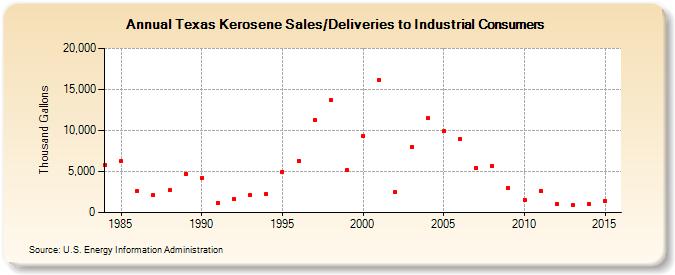 Annual Texas Kerosene Sales/Deliveries to Industrial Consumers
Thousand Gallons
20,000
15,000
10,000
5,000
0
1985 1990 1995 2000 2005 2010 2015
Source: U.S. Energy Information Administration